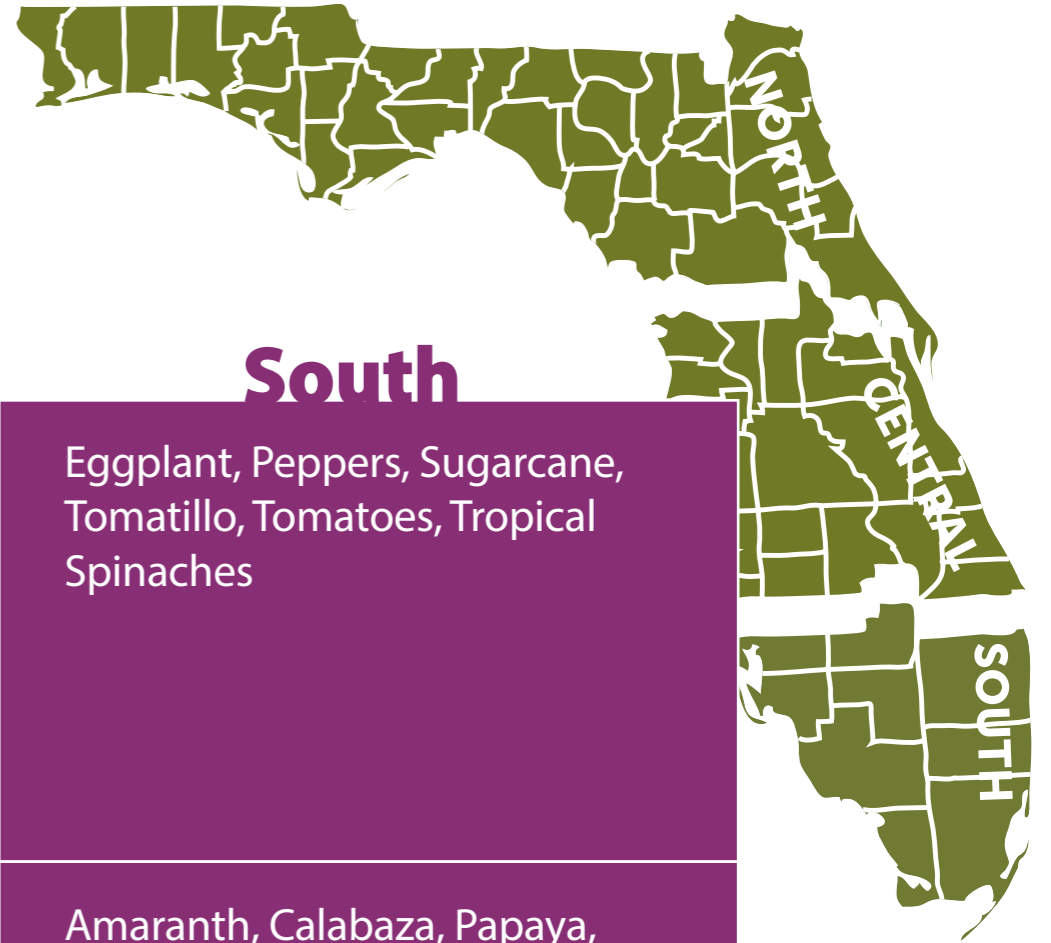 NORTH
South
CENTRAL
Eggplant, Peppers, Sugarcane,
Tomatillo, Tomatoes, Tropical
Spinaches
SOUTH
Amaranth, Calabaza, Papaya,